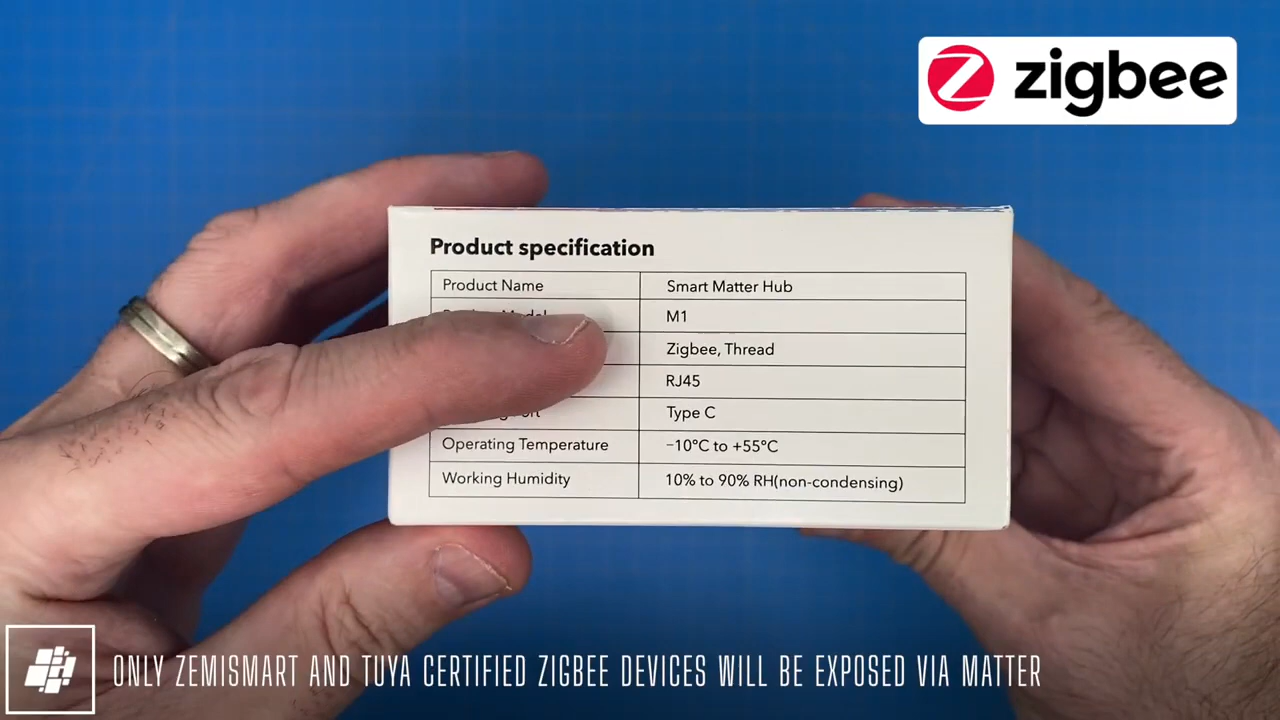 zigbee
Product specification
Product Name Smart Matter Hub
M1
Zigbee, Thread
RJ45
Type C
Operating Temperature −10°C to +55°C
Working Humidity 10% to 90% RH(non-condensing)
ONLY ZEMISMART AND TUYA CERTIFIED ZIGBEE DEVICES WILL BE EXPOSED VIA MATTER